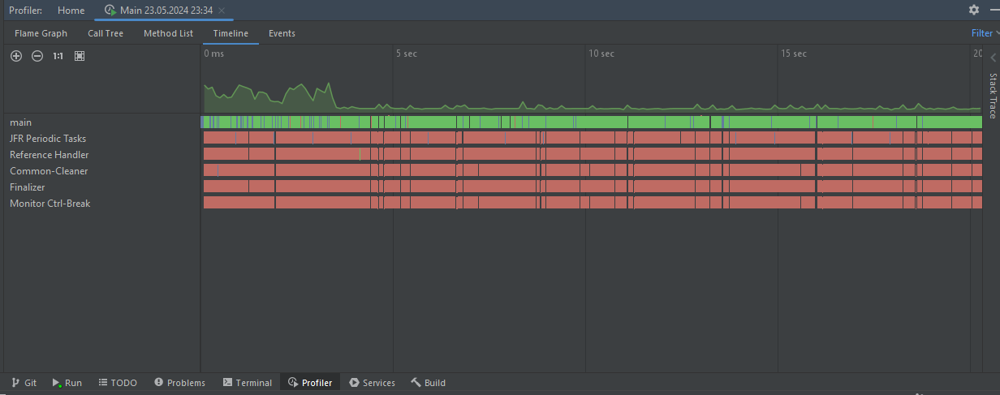 Profiler: Home Main 23.05.2024 23:34
Flame Graph Call Tree Method List Timeline Events Filter
1:1 0 ms 5 sec 10 sec 15 sec 20
Stack Trace
main
JFR Periodic Tasks
Reference Handler
Common-Cleaner
Finalizer
Monitor Ctrl-Break
Git Run TODO Problems Terminal Profiler Services Build